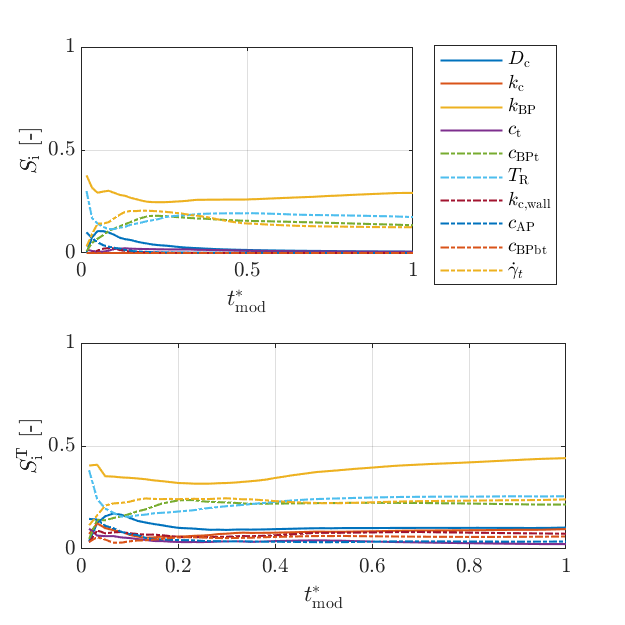 1
0.5
0
S_i [-]
0 0.5 1
t*_mod
D_c
k_c
k_BP
c_t
c_BPt
T_R
k_c,wall
c_AP
c_BPbt
γ̇_t
1
0.5
0
S_i^T [-]
0 0.2 0.4 0.6 0.8 1
t*_mod